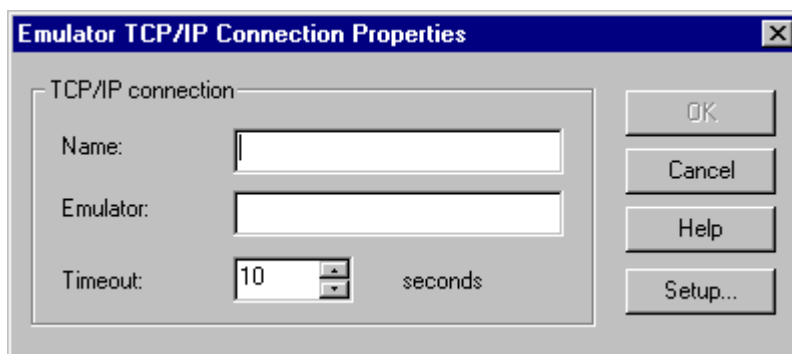 Emulator TCP/IP Connection Properties
TCP/IP connection
Name:
Emulator:
Timeout: 10 seconds
OK
Cancel
Help
Setup...